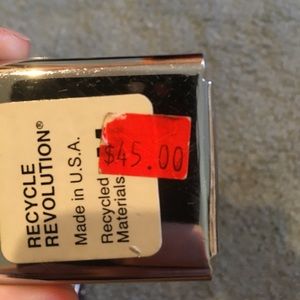 RECYCLE
REVOLUTION®
Made in U.S.A.
Recycled
Materials
$45.00